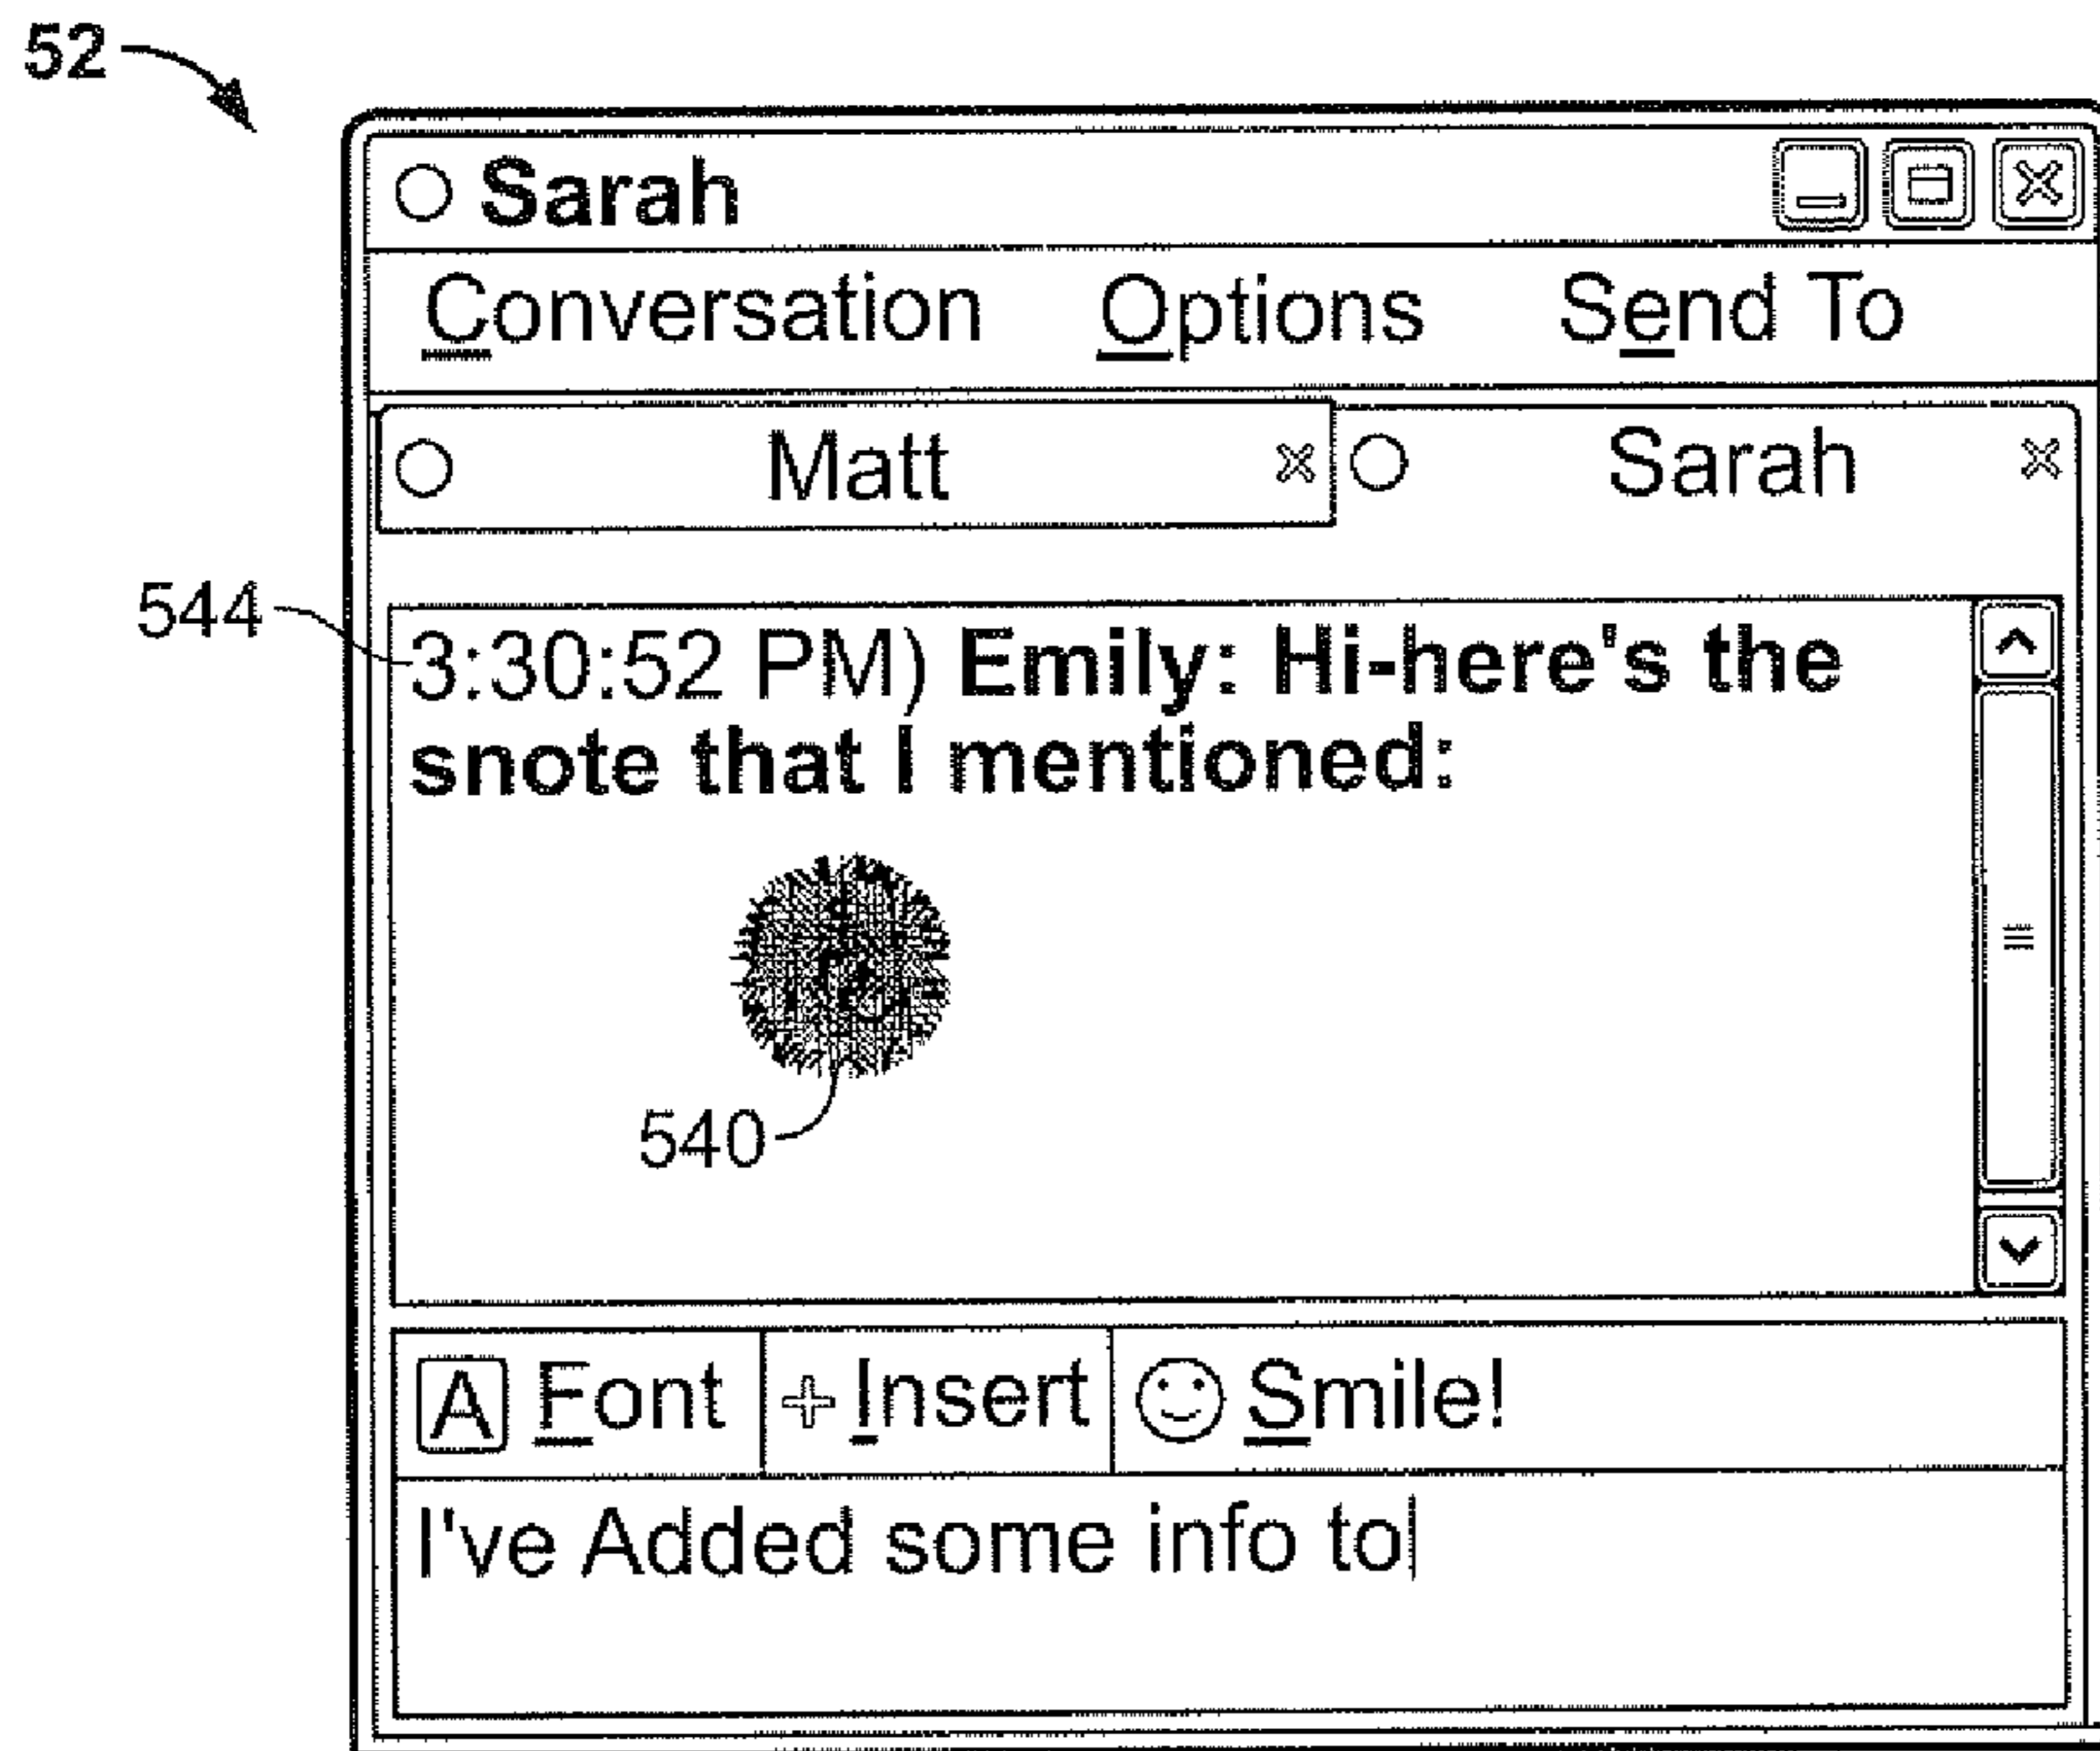 52
Sarah
Conversation Options Send To
Matt Sarah
544
3:30:52 PM) Emily: Hi-here's the
snote that I mentioned:
540
A Font + Insert Smile!
I've Added some info to